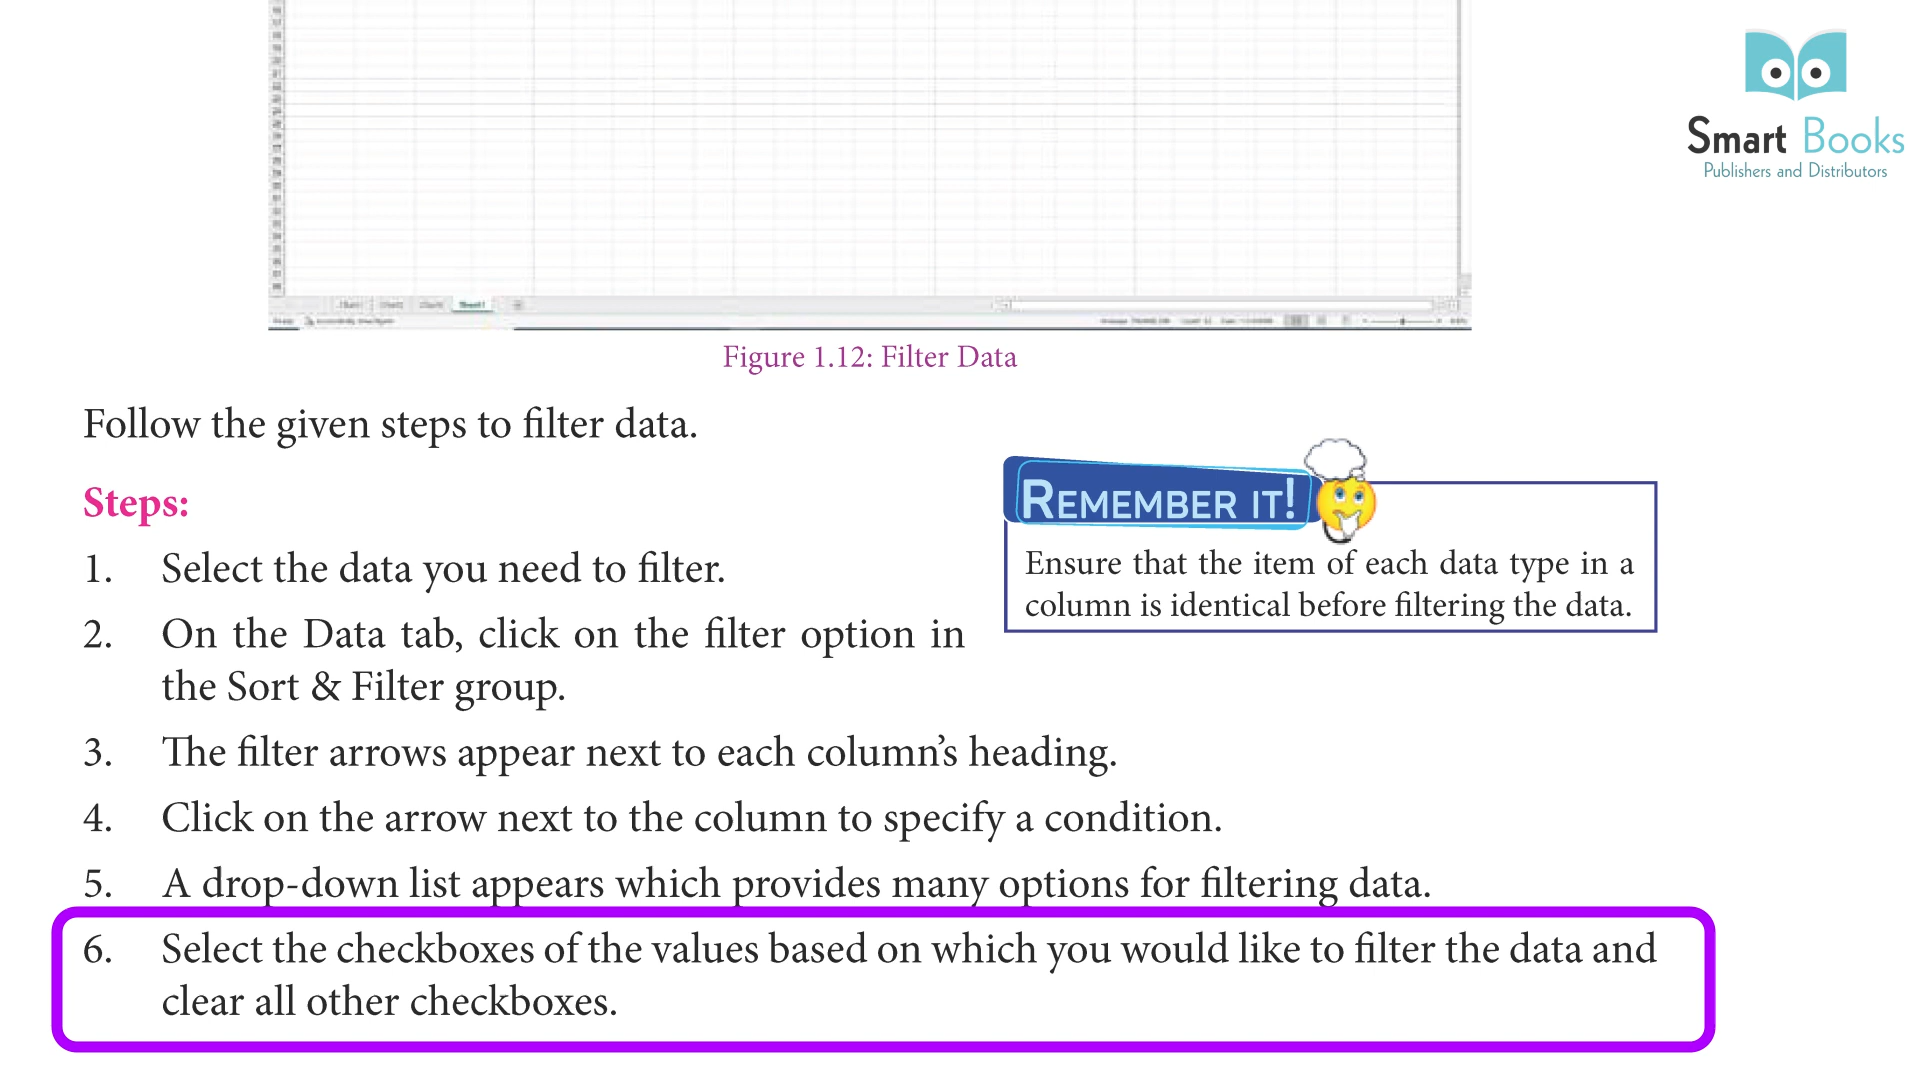 Smart Books
Publishers and Distributors
Figure 1.12: Filter Data
Follow the given steps to filter data.
Steps:
1. Select the data you need to filter.
2. On the Data tab, click on the filter option in
the Sort & Filter group.
3. The filter arrows appear next to each column’s heading.
4. Click on the arrow next to the column to specify a condition.
5. A drop-down list appears which provides many options for filtering data.
6. Select the checkboxes of the values based on which you would like to filter the data and
clear all other checkboxes.
REMEMBER IT!
Ensure that the item of each data type in a
column is identical before filtering the data.